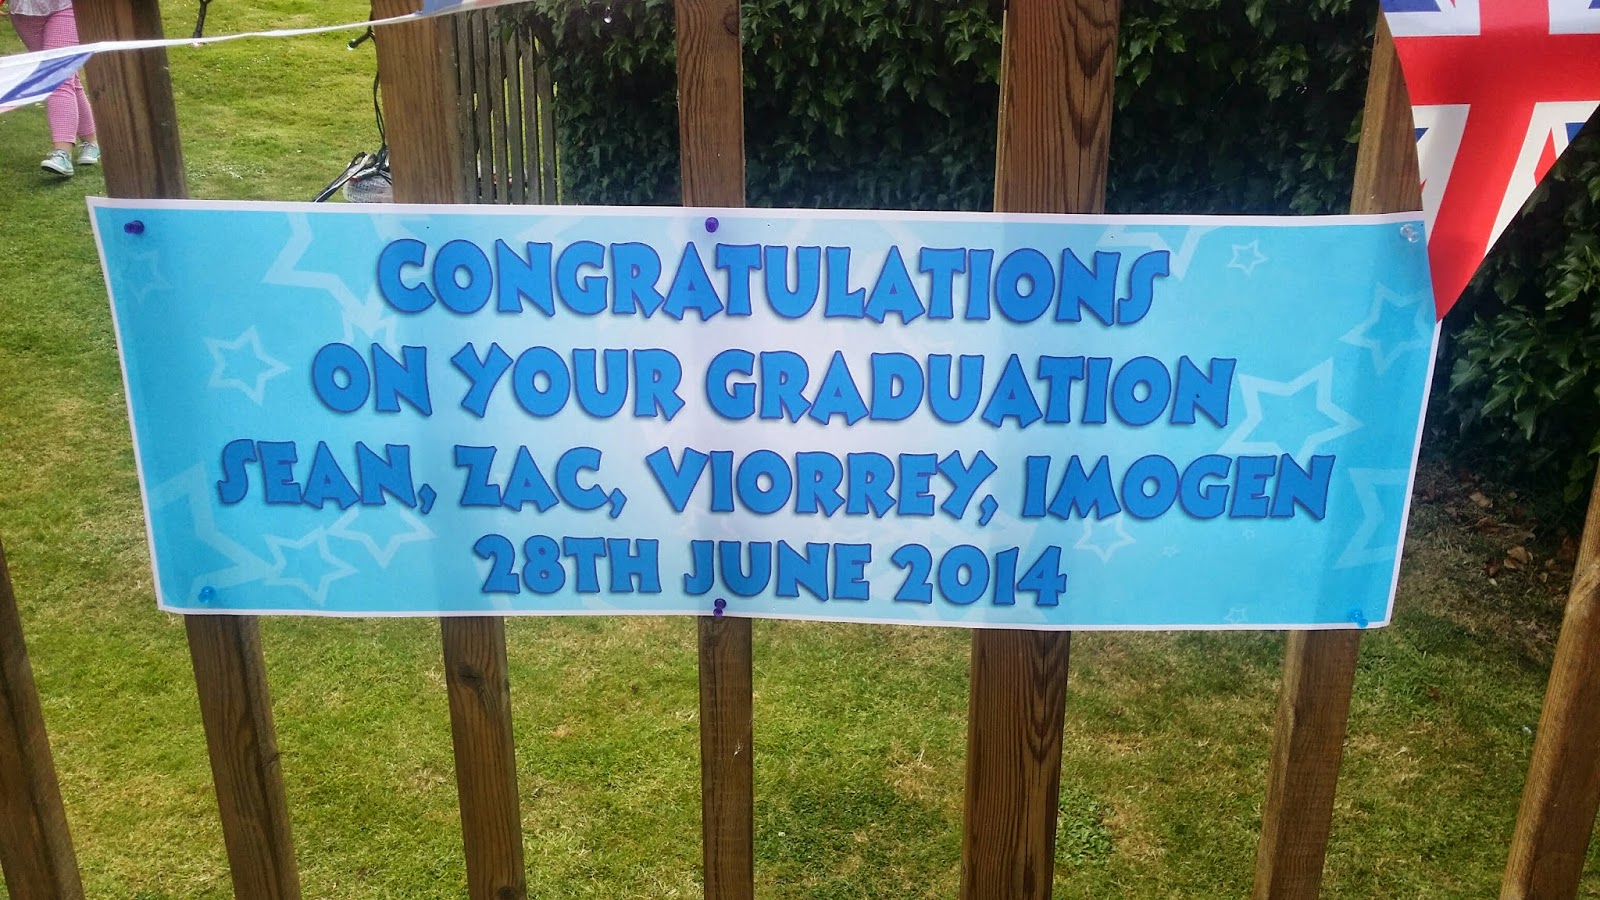 CONGRATULATIONS
ON YOUR GRADUATION
SEAN, ZAC, VIORREY, IMOGEN
28TH JUNE 2014